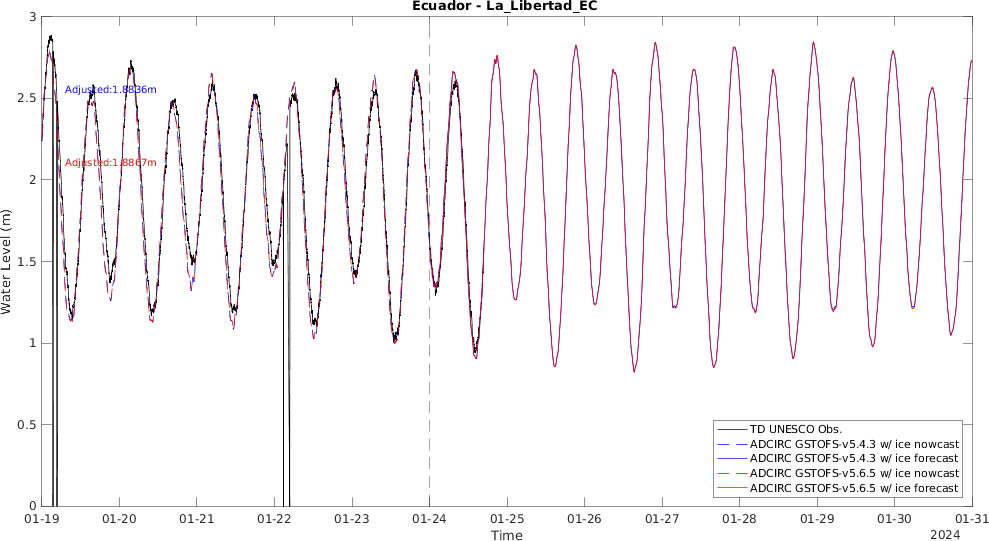 Ecuador - La_Libertad_EC
Water Level (m)
3
2.5
2
1.5
1
0.5
0
Adjusted:1.8836m
Adjusted:1.8867m
TD UNESCO Obs.
ADCIRC GSTOFS-v5.4.3 w/ ice nowcast
ADCIRC GSTOFS-v5.4.3 w/ ice forecast
ADCIRC GSTOFS-v5.6.5 w/ ice nowcast
ADCIRC GSTOFS-v5.6.5 w/ ice forecast
01-19 01-20 01-21 01-22 01-23 01-24 01-25 01-26 01-27 01-28 01-29 01-30 01-31
Time
2024